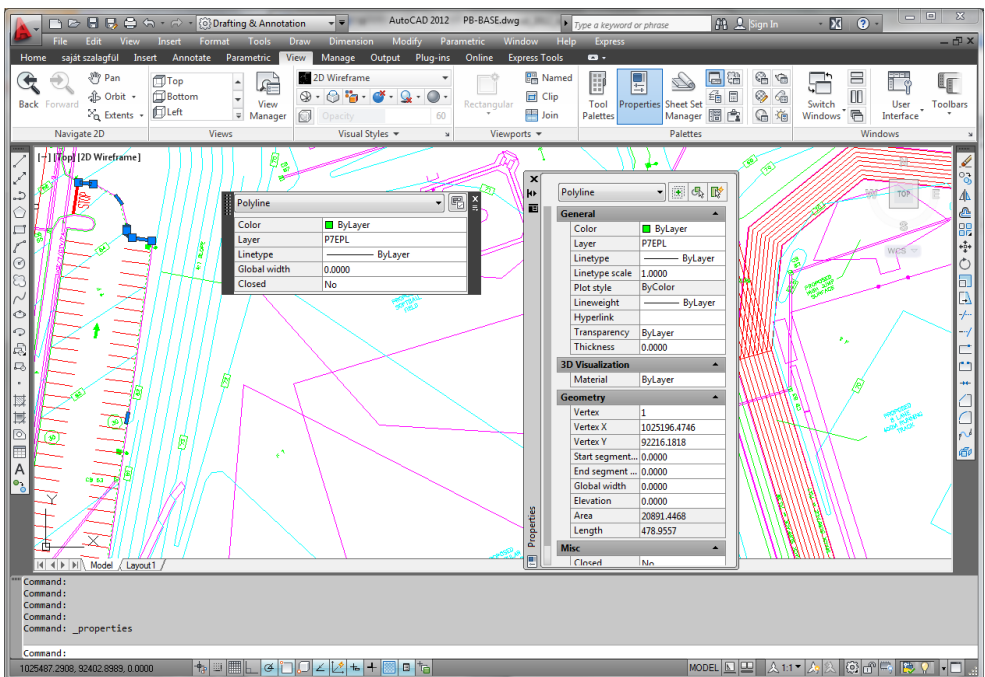 Drafting & Annotation
AutoCAD 2012 PB-BASE.dwg
Type a keyword or phrase
Sign In
File Edit View Insert Format Tools Draw Dimension Modify Parametric Window Help Express
Home saját szalagfül Insert Annotate Parametric View Manage Output Plug-ins Online Express Tools
Back Forward
Pan
Orbit
Extents
Navigate 2D
Top
Bottom
Left
View Manager
Views
2D Wireframe
Opacity 60
Visual Styles
Rectangular
Named
Clip
Join
Viewports
Tool Palettes
Properties
Sheet Set Manager
Palettes
Switch Windows
User Interface
Toolbars
Windows
[−] [Top] [2D Wireframe]
STOP
TOP
S
WCS
Polyline
Color ByLayer
Layer P7EPL
Linetype ByLayer
Global width 0.0000
Closed No
Polyline
General
Color ByLayer
Layer P7EPL
Linetype ByLayer
Linetype scale 1.0000
Plot style ByColor
Lineweight ByLayer
Hyperlink
Transparency ByLayer
Thickness 0.0000
3D Visualization
Material ByLayer
Geometry
Vertex 1
Vertex X 1025196.4746
Vertex Y 92216.1818
Start segment... 0.0000
End segment ... 0.0000
Global width 0.0000
Elevation 0.0000
Area 20891.4468
Length 478.9557
Misc
Closed No
Properties
Y
X
Model Layout1
Command:
Command:
Command:
Command:
Command: _properties
Command:
1025487.2908, 92402.8989, 0.0000
MODEL
1:1